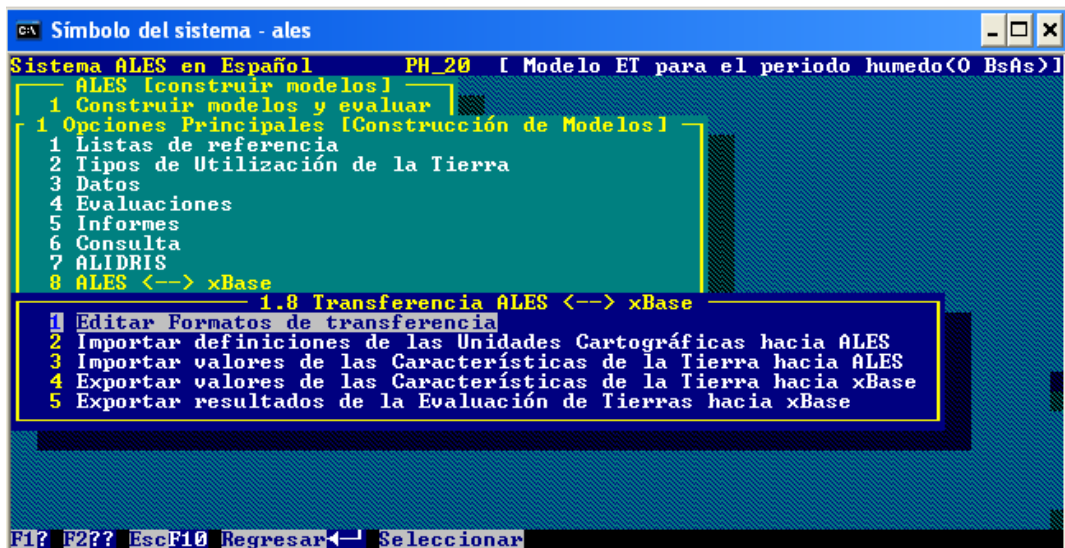 Símbolo del sistema - ales
Sistema ALES en Español PH_20 [ Modelo ET para el periodo humedo(O BsAs)]
ALES [construir modelos]
1 Construir modelos y evaluar
1 Opciones Principales [Construcción de Modelos]
1 Listas de referencia
2 Tipos de Utilización de la Tierra
3 Datos
4 Evaluaciones
5 Informes
6 Consulta
7 ALIDRIS
8 ALES <--> xBase
1.8 Transferencia ALES <--> xBase
1 Editar Formatos de transferencia
2 Importar definiciones de las Unidades Cartográficas hacia ALES
3 Importar valores de las Características de la Tierra hacia ALES
4 Exportar valores de las Características de la Tierra hacia xBase
5 Exportar resultados de la Evaluación de Tierras hacia xBase
F1? F2?? EscF10 Regresar◄─┘ Seleccionar